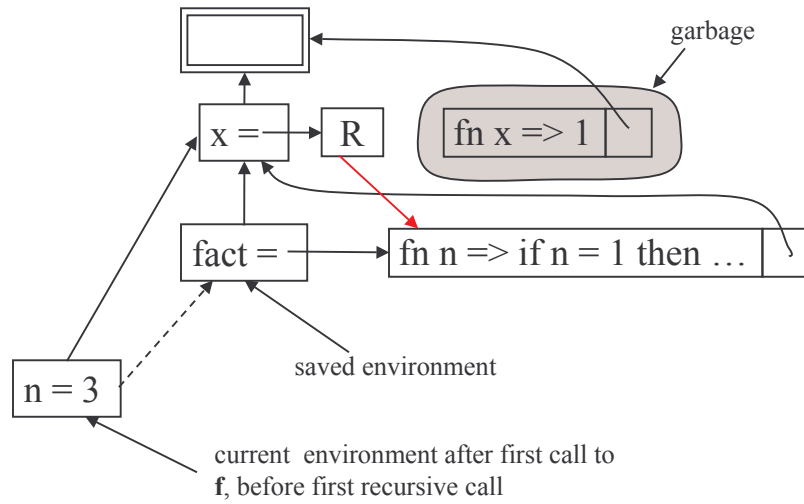 garbage
x =
R
fn x => 1
fact =
fn n => if n = 1 then …
saved environment
n = 3
current environment after first call to
f, before first recursive call